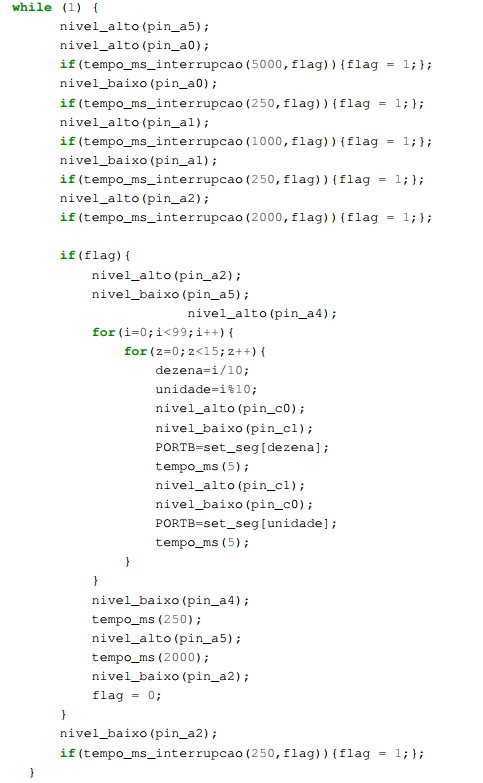 while (1) {
nivel_alto(pin_a5);
nivel_alto(pin_a0);
if(tempo_ms_interrupcao(5000,flag)){flag = 1;};
nivel_baixo(pin_a0);
if(tempo_ms_interrupcao(250,flag)){flag = 1;};
nivel_alto(pin_a1);
if(tempo_ms_interrupcao(1000,flag)){flag = 1;};
nivel_baixo(pin_a1);
if(tempo_ms_interrupcao(250,flag)){flag = 1;};
nivel_alto(pin_a2);
if(tempo_ms_interrupcao(2000,flag)){flag = 1;};
if(flag){
nivel_alto(pin_a2);
nivel_baixo(pin_a5);
nivel_alto(pin_a4);
for(i=0;i<99;i++){
for(z=0;z<15;z++){
dezena=i/10;
unidade=i%10;
nivel_alto(pin_c0);
nivel_baixo(pin_c1);
PORTB=set_seg[dezena];
tempo_ms(5);
nivel_alto(pin_c1);
nivel_baixo(pin_c0);
PORTB=set_seg[unidade];
tempo_ms(5);
}
}
nivel_baixo(pin_a4);
tempo_ms(250);
nivel_alto(pin_a5);
tempo_ms(2000);
nivel_baixo(pin_a2);
flag = 0;
}
nivel_baixo(pin_a2);
if(tempo_ms_interrupcao(250,flag)){flag = 1;};
}